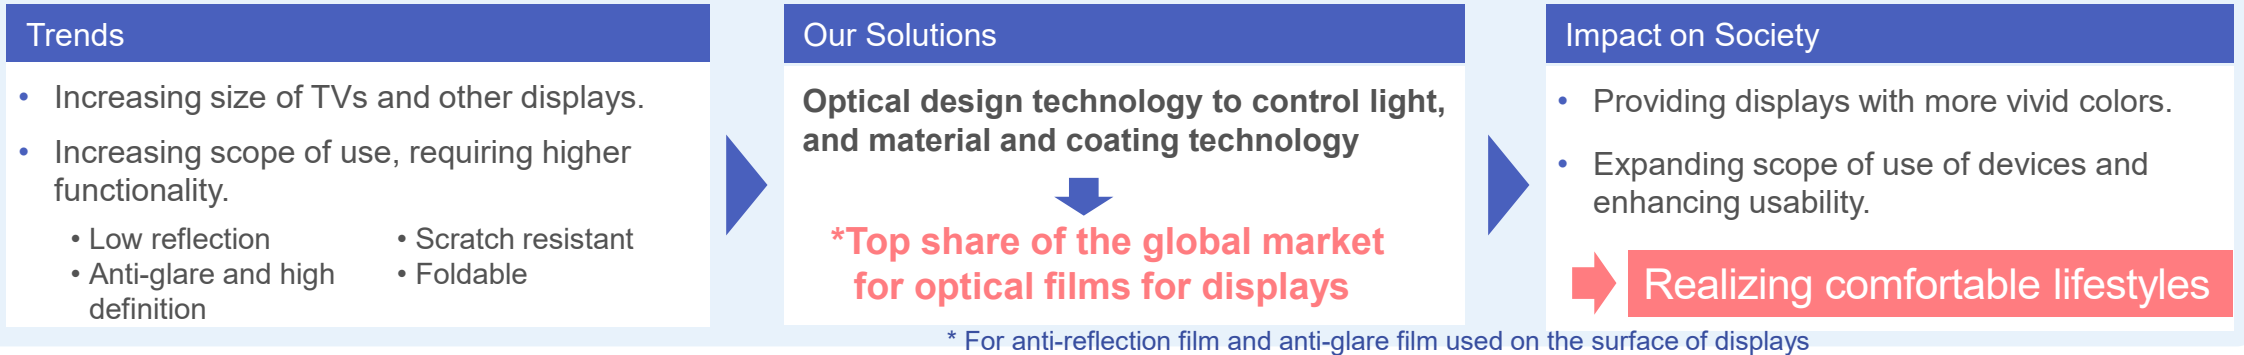 Trends
• Increasing size of TVs and other displays.
• Increasing scope of use, requiring higher
functionality.
• Low reflection
• Anti-glare and high
definition
• Scratch resistant
• Foldable
Our Solutions
Optical design technology to control light,
and material and coating technology
*Top share of the global market
for optical films for displays
Impact on Society
• Providing displays with more vivid colors.
• Expanding scope of use of devices and
enhancing usability.
Realizing comfortable lifestyles
* For anti-reflection film and anti-glare film used on the surface of displays